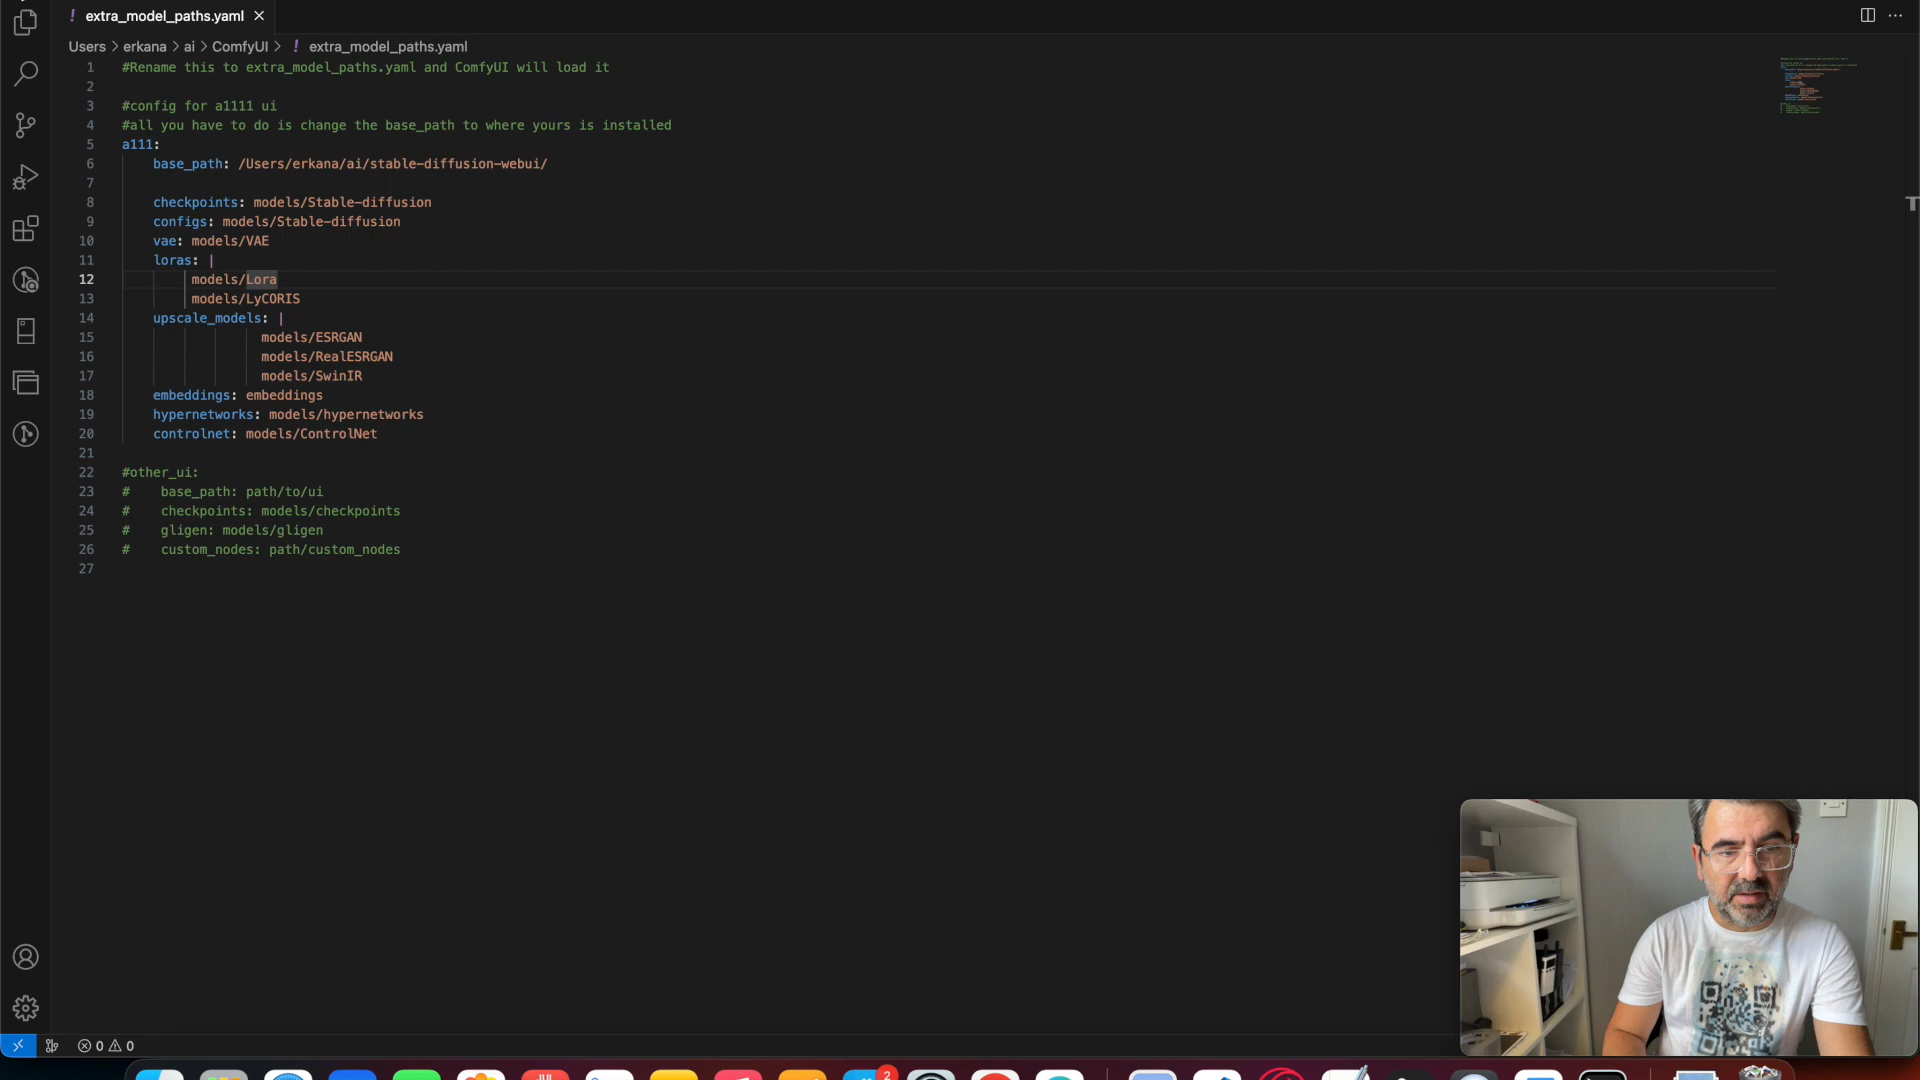 ! extra_model_paths.yaml ×
Users > erkana > ai > ComfyUI > ! extra_model_paths.yaml
1 #Rename this to extra_model_paths.yaml and ComfyUI will load it
2
3 #config for a1111 ui
4 #all you have to do is change the base_path to where yours is installed
5 a111:
6 base_path: /Users/erkana/ai/stable-diffusion-webui/
7
8 checkpoints: models/Stable-diffusion
9 configs: models/Stable-diffusion
10 vae: models/VAE
11 loras: |
12 models/Lora
13 models/LyCORIS
14 upscale_models: |
15 models/ESRGAN
16 models/RealESRGAN
17 models/SwinIR
18 embeddings: embeddings
19 hypernetworks: models/hypernetworks
20 controlnet: models/ControlNet
21
22 #other_ui:
23 # base_path: path/to/ui
24 # checkpoints: models/checkpoints
25 # gligen: models/gligen
26 # custom_nodes: path/custom_nodes
27
0 0
2